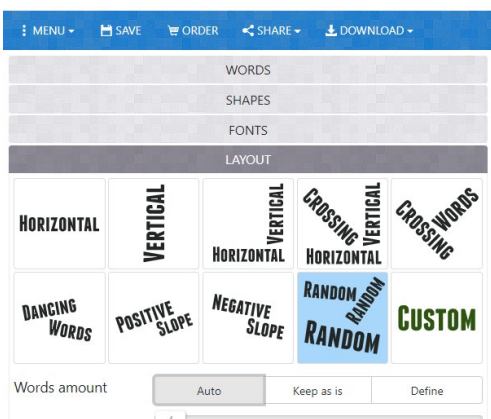 MENU SAVE ORDER SHARE DOWNLOAD
WORDS
SHAPES
FONTS
LAYOUT
HORIZONTAL
VERTICAL
VERTICAL
HORIZONTAL
CROSSING
VERTICAL
HORIZONTAL
CROSSING
WORDS
DANCING
WORDS
POSITIVE
SLOPE
NEGATIVE
SLOPE
RANDOM
RANDOM
RANDOM
CUSTOM
Words amount Auto Keep as is Define